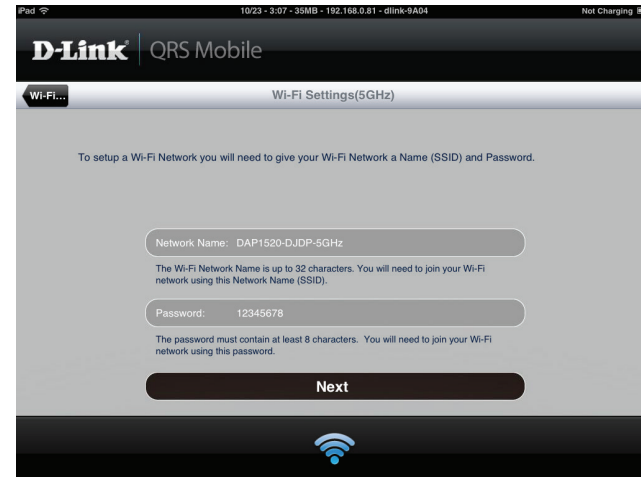 iPad 10/23 - 3:07 - 35MB - 192.168.0.81 - dlink-9A04 Not Charging
D-Link QRS Mobile
Wi-Fi... Wi-Fi Settings(5GHz)
To setup a Wi-Fi Network you will need to give your Wi-Fi Network a Name (SSID) and Password.
Network Name: DAP1520-DJDP-5GHz
The Wi-Fi Network Name is up to 32 characters. You will need to join your Wi-Fi
network using this Network Name (SSID).
Password: 12345678
The password must contain at least 8 characters. You will need to join your Wi-Fi
network using this password.
Next